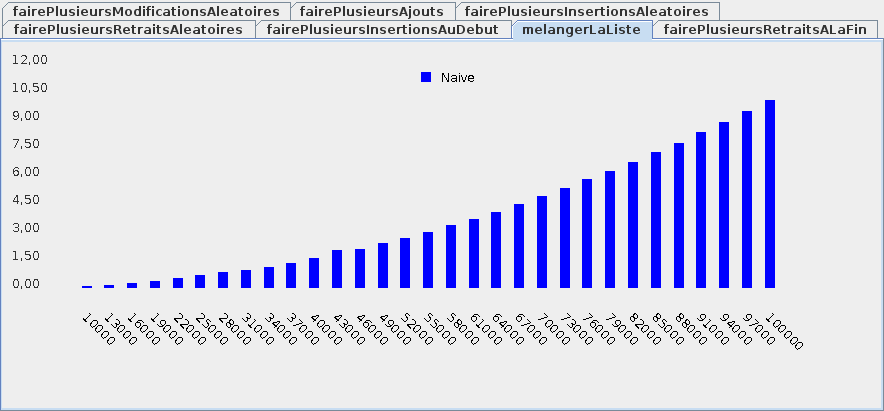 fairePlusieursModificationsAleatoires fairePlusieursAjouts fairePlusieursInsertionsAleatoires
fairePlusieursRetraitsAleatoires fairePlusieursInsertionsAuDebut melangerLaListe fairePlusieursRetraitsALaFin
12,00
Naive
10,50
9,00
7,50
6,00
4,50
3,00
1,50
0,00
10000 13000 16000 19000 22000 25000 28000 31000 34000 37000 40000 43000 46000 49000 52000 55000 58000 61000 64000 67000 70000 73000 76000 79000 82000 85000 88000 91000 94000 97000 100000